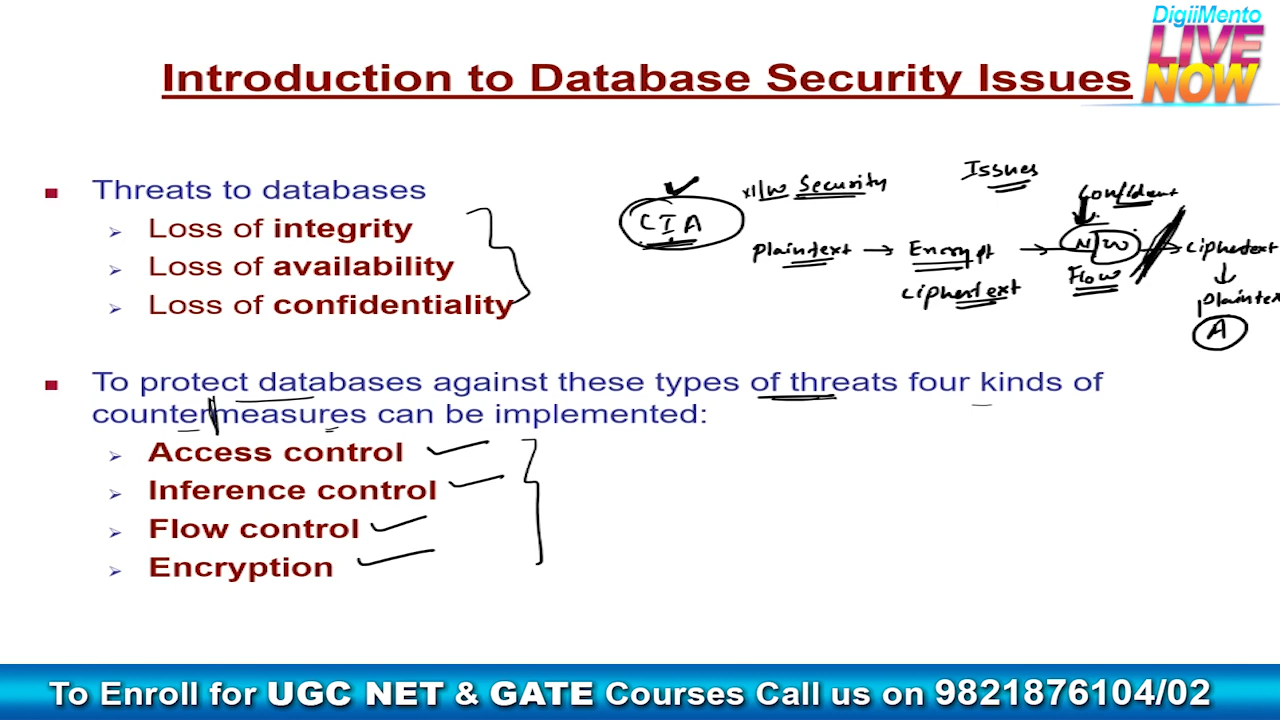 DigiiMento
LIVE
NOW
Introduction to Database Security Issues
Threats to databases
Loss of integrity
Loss of availability
Loss of confidentiality
CIA
N/W Security
Issues
Confident
Plaintext → Encrypt → N/W → Ciphertext
Ciphertext
Flow
Plaintext
A
To protect databases against these types of threats four kinds of
countermeasures can be implemented:
Access control
Inference control
Flow control
Encryption
To Enroll for UGC NET & GATE Courses Call us on 9821876104/02